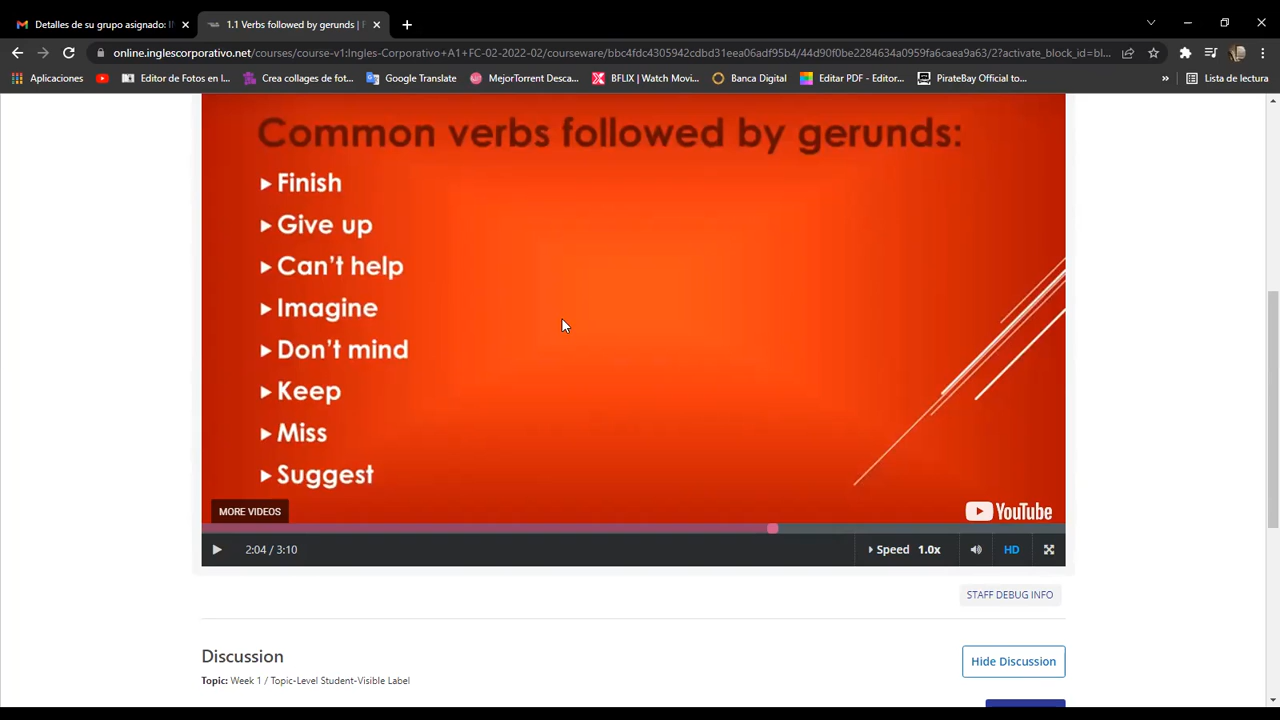 Detalles de su grupo asignado: I
1.1 Verbs followed by gerunds |
online.inglescorporativo.net/courses/course-v1:Ingles-Corporativo+A1+FC-02-2022-02/courseware/bbc4fdc4305942cdbd31eea06adf95b4/44d90f0be2284634a0959fa6caea9a63/2?activate_block_id=bl...
Aplicaciones Editor de Fotos en l... Crea collages de fot... Google Translate MejorTorrent Desca... BFLIX | Watch Movi... Banca Digital Editar PDF - Editor... PirateBay Official to... » Lista de lectura
Common verbs followed by gerunds:
Finish
Give up
Can't help
Imagine
Don't mind
Keep
Miss
Suggest
MORE VIDEOS
YouTube
2:04 / 3:10 Speed 1.0x HD
STAFF DEBUG INFO
Discussion
Hide Discussion
Topic: Week 1 / Topic-Level Student-Visible Label